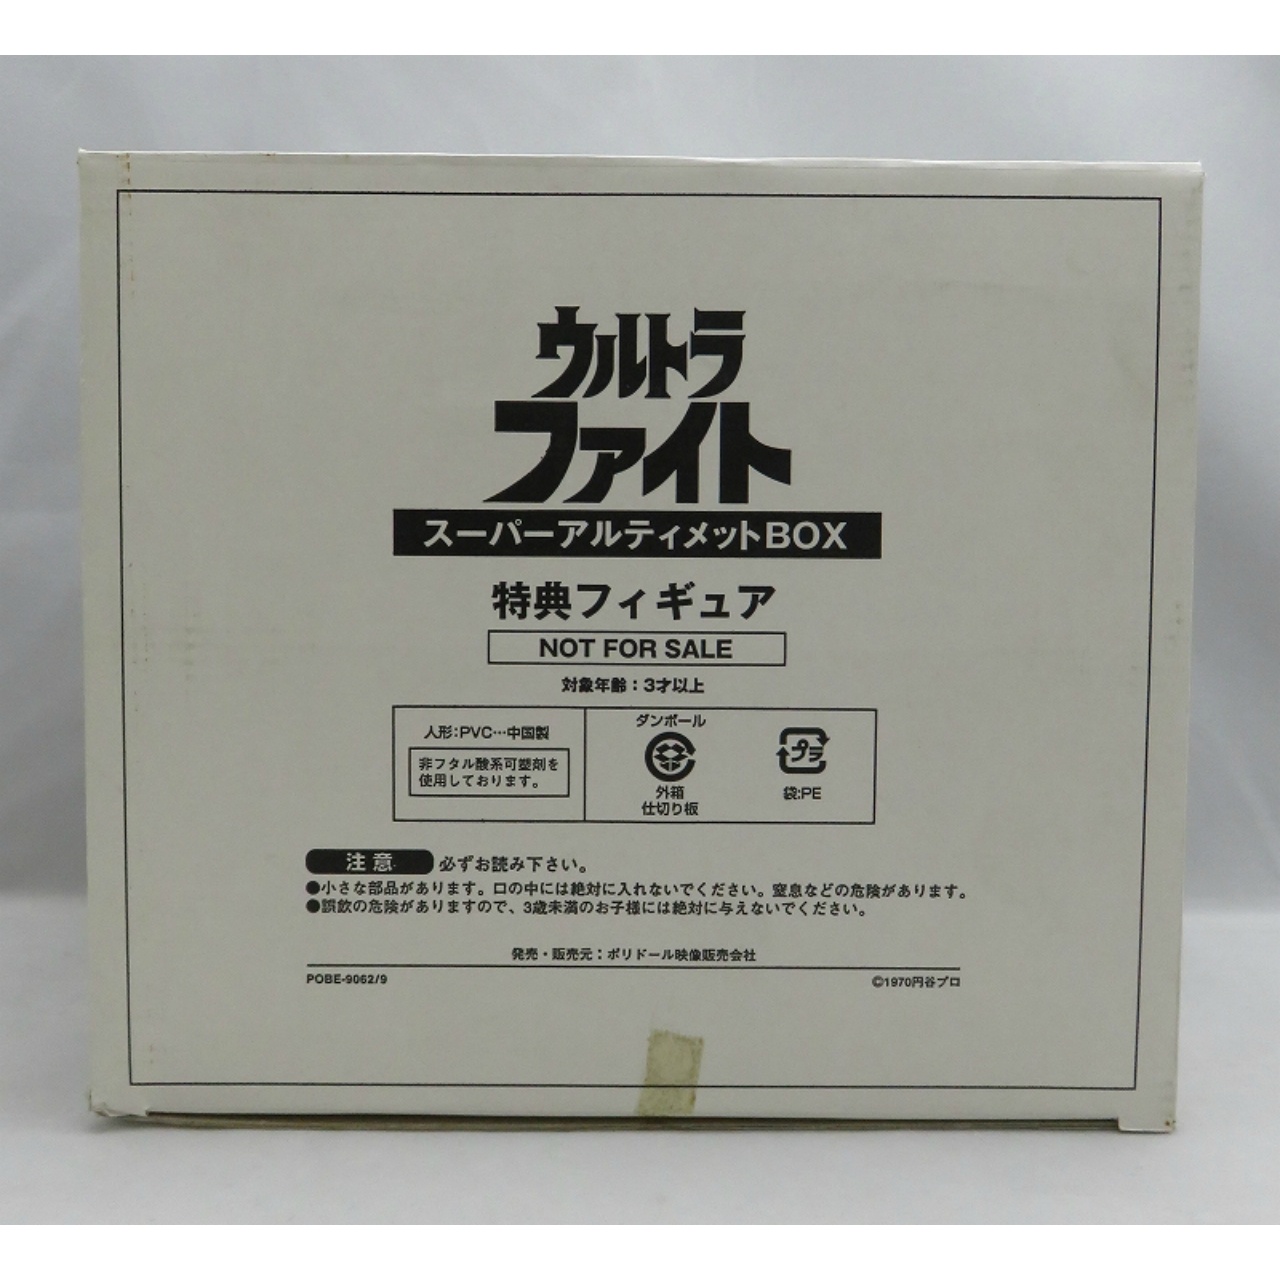 ウルトラ
ファイト
スーパーアルティメットBOX
特典フィギュア
NOT FOR SALE
対象年齢：3才以上
人形：PVC…中国製
非フタル酸系可塑剤を
使用しております。
ダンボール
外箱
仕切り板
プラ
袋:PE
注意 必ずお読み下さい。
●小さな部品があります。口の中には絶対に入れないでください。窒息などの危険があります。
●誤飲の危険がありますので、3歳未満のお子様には絶対に与えないでください。
発売・販売元：ポリドール映像販売会社
POBE-9062/9 ©1970円谷プロ